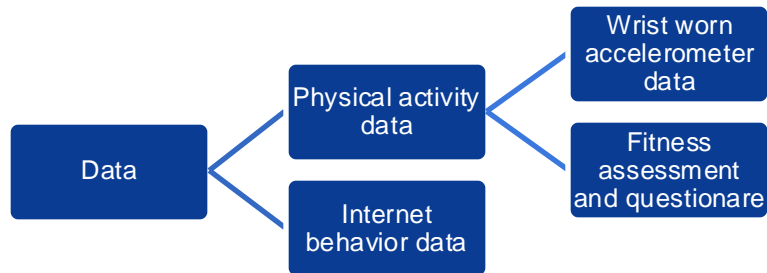 Data
Physical activity
data
Internet
behavior data
Wrist worn
accelerometer
data
Fitness
assessment
and questionare